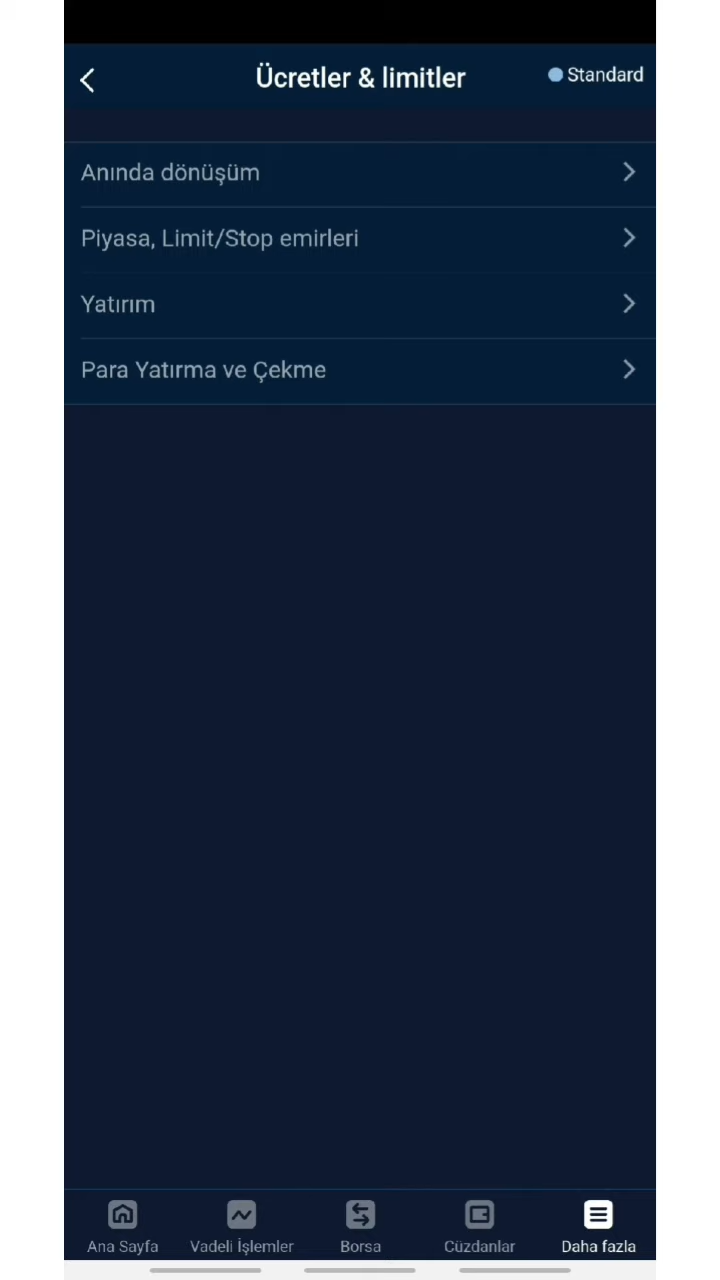 Ücretler & limitler
Standard
Anında dönüşüm
Piyasa, Limit/Stop emirleri
Yatırım
Para Yatırma ve Çekme
Ana Sayfa
Vadeli İşlemler
Borsa
Cüzdanlar
Daha fazla